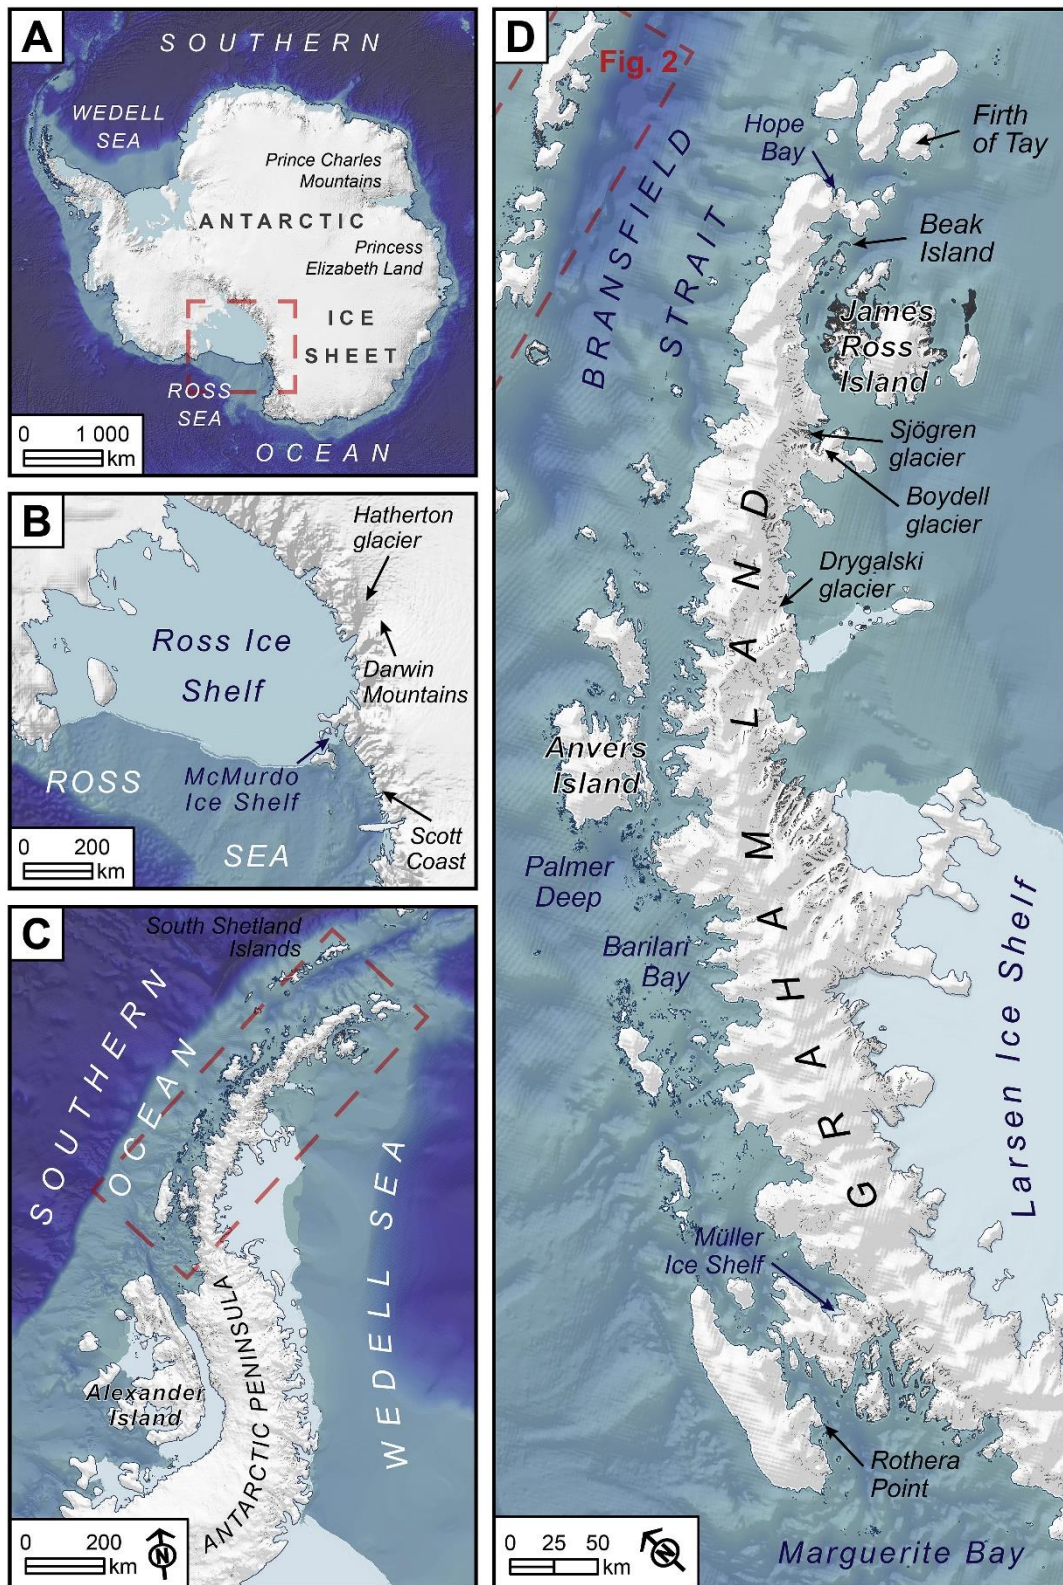 A
SOUTHERN
WEDELL
SEA
Prince Charles
Mountains
ANTARCTIC
Princess
Elizabeth Land
ICE
SHEET
ROSS
SEA
OCEAN
0 1 000
km
B
Hatherton
glacier
Ross Ice
Shelf
Darwin
Mountains
McMurdo
Ice Shelf
ROSS
SEA
Scott
Coast
0 200
km
C
South Shetland
Islands
SOUTHERN
OCEAN
WEDELL SEA
Alexander
Island
ANTARCTIC PENINSULA
0 200
km
N
D
Fig. 2
Hope
Bay
Firth
of Tay
BRANSFIELD
STRAIT
Beak
Island
James
Ross
Island
Sjögren
glacier
Boydell
glacier
Drygalski
glacier
Anvers
Island
Palmer
Deep
Barilari
Bay
GRAHAM LAND
Larsen Ice Shelf
Müller
Ice Shelf
Rothera
Point
Marguerite Bay
0 25 50
km
N